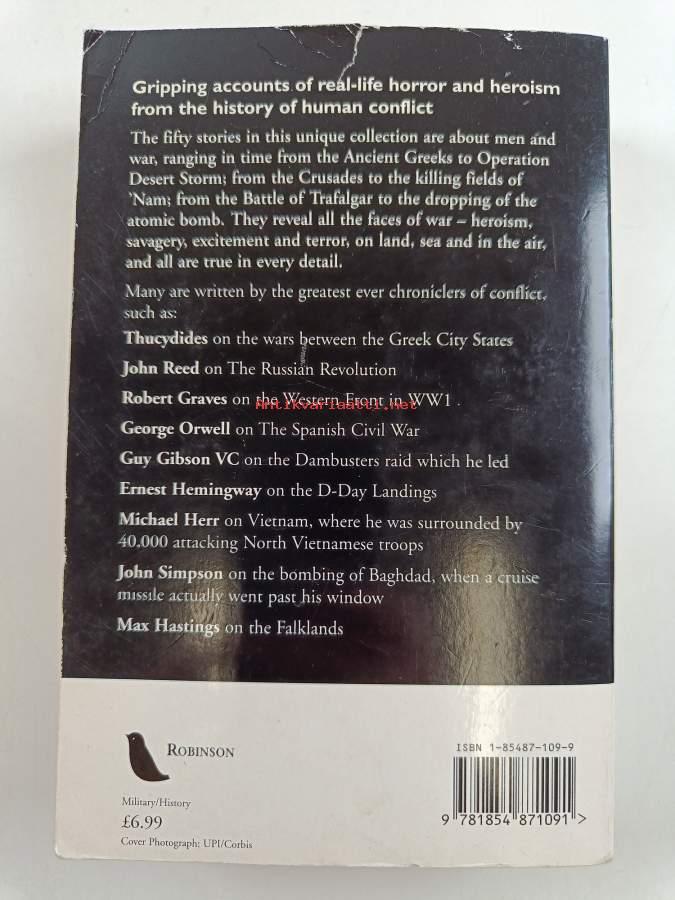 Gripping accounts of real-life horror and heroism
from the history of human conflict
The fifty stories in this unique collection are about men and
war, ranging in time from the Ancient Greeks to Operation
Desert Storm; from the Crusades to the killing fields of
'Nam; from the Battle of Trafalgar to the dropping of the
atomic bomb. They reveal all the faces of war – heroism,
savagery, excitement and terror, on land, sea and in the air,
and all are true in every detail.
Many are written by the greatest ever chroniclers of conflict,
such as:
Thucydides on the wars between the Greek City States
John Reed on The Russian Revolution
Robert Graves on the Western Front in WW1
Antikvariaatti.net
George Orwell on The Spanish Civil War
Guy Gibson VC on the Dambusters raid which he led
Ernest Hemingway on the D-Day Landings
Michael Herr on Vietnam, where he was surrounded by
40,000 attacking North Vietnamese troops
John Simpson on the bombing of Baghdad, when a cruise
missile actually went past his window
Max Hastings on the Falklands
ROBINSON
ISBN 1-85487-109-9
9 781854 871091 >
Military/History
£6.99
Cover Photograph: UPI/Corbis